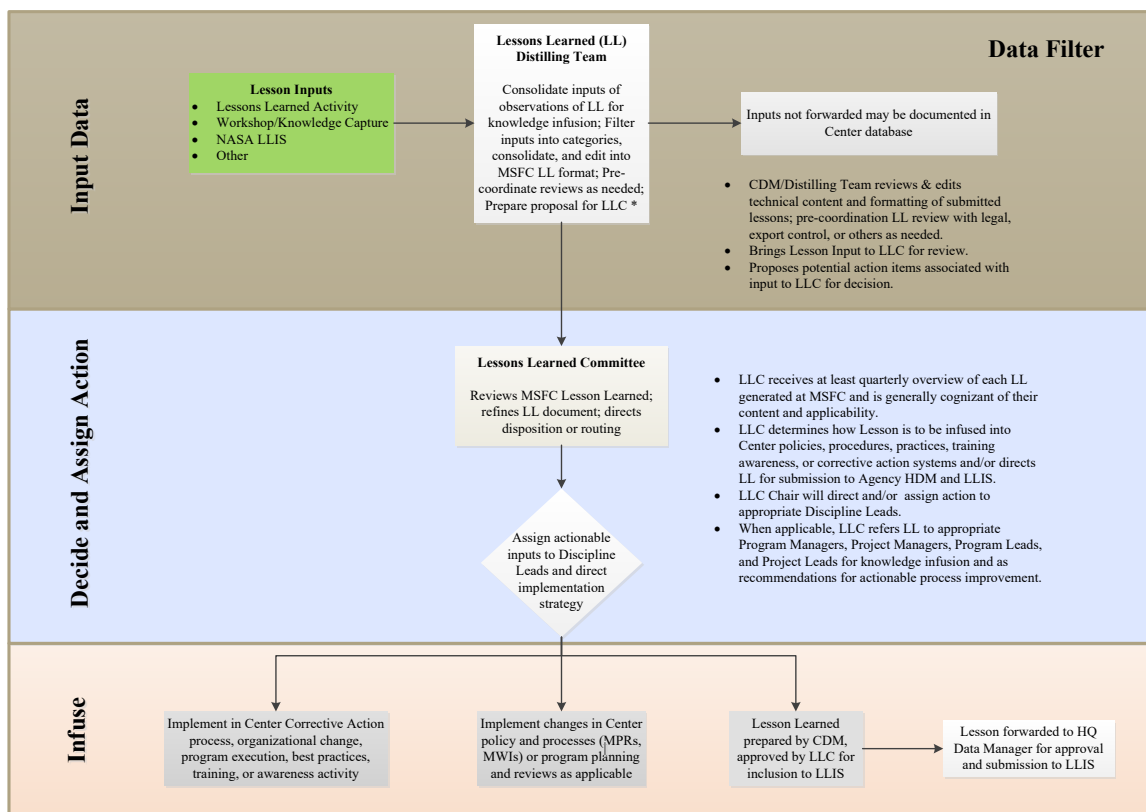 Data Filter
Input Data
Lesson Inputs
• Lessons Learned Activity
• Workshop/Knowledge Capture
• NASA LLIS
• Other
Lessons Learned (LL)
Distilling Team
Consolidate inputs of
observations of LL for
knowledge infusion; Filter
inputs into categories,
consolidate, and edit into
MSFC LL format; Pre-
coordinate reviews as needed;
Prepare proposal for LLC *
Inputs not forwarded may be documented in
Center database
• CDM/Distilling Team reviews & edits
technical content and formatting of submitted
lessons; pre-coordination LL review with legal,
export control, or others as needed.
• Brings Lesson Input to LLC for review.
• Proposes potential action items associated with
input to LLC for decision.
Decide and Assign Action
Lessons Learned Committee
Reviews MSFC Lesson Learned;
refines LL document; directs
disposition or routing
Assign actionable
inputs to Discipline
Leads and direct
implementation
strategy
• LLC receives at least quarterly overview of each LL
generated at MSFC and is generally cognizant of their
content and applicability.
• LLC determines how Lesson is to be infused into
Center policies, procedures, practices, training
awareness, or corrective action systems and/or directs
LL for submission to Agency HDM and LLIS.
• LLC Chair will direct and/or  assign action to
appropriate Discipline Leads.
• When applicable, LLC refers LL to appropriate
Program Managers, Project Managers, Program Leads,
and Project Leads for knowledge infusion and as
recommendations for actionable process improvement.
Infuse
Implement in Center Corrective Action
process, organizational change,
program execution, best practices,
training, or awareness activity
Implement changes in Center
policy and processes (MPRs,
MWIs) or program planning
and reviews as applicable
Lesson Learned
prepared by CDM,
approved by LLC for
inclusion to LLIS
Lesson forwarded to HQ
Data Manager for approval
and submission to LLIS